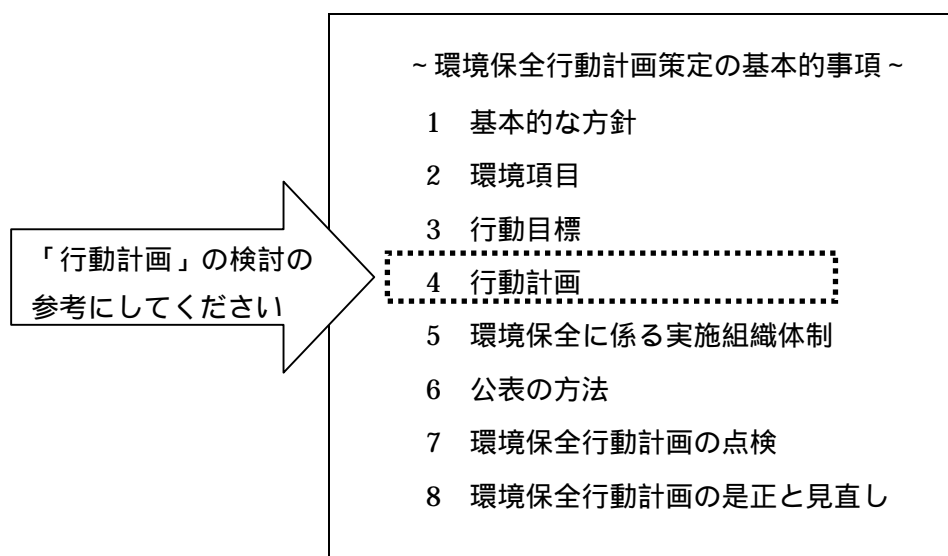 ~環境保全行動計画策定の基本的事項~
1 基本的な方針
2 環境項目
3 行動目標
「行動計画」の検討の
参考にしてください
4 行動計画
5 環境保全に係る実施組織体制
6 公表の方法
7 環境保全行動計画の点検
8 環境保全行動計画の是正と見直し